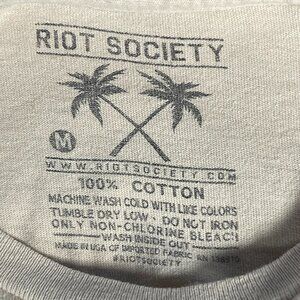 RIOT SOCIETY
M
WWW.RIOTSOCIETY.COM
100% COTTON
MACHINE WASH COLD WITH LIKE COLORS
TUMBLE DRY LOW - DO NOT IRON
ONLY NON-CHLORINE BLEACH
WASH INSIDE OUT
MADE IN USA OF IMPORTED FABRIC RN
#RIOTSOCIETY